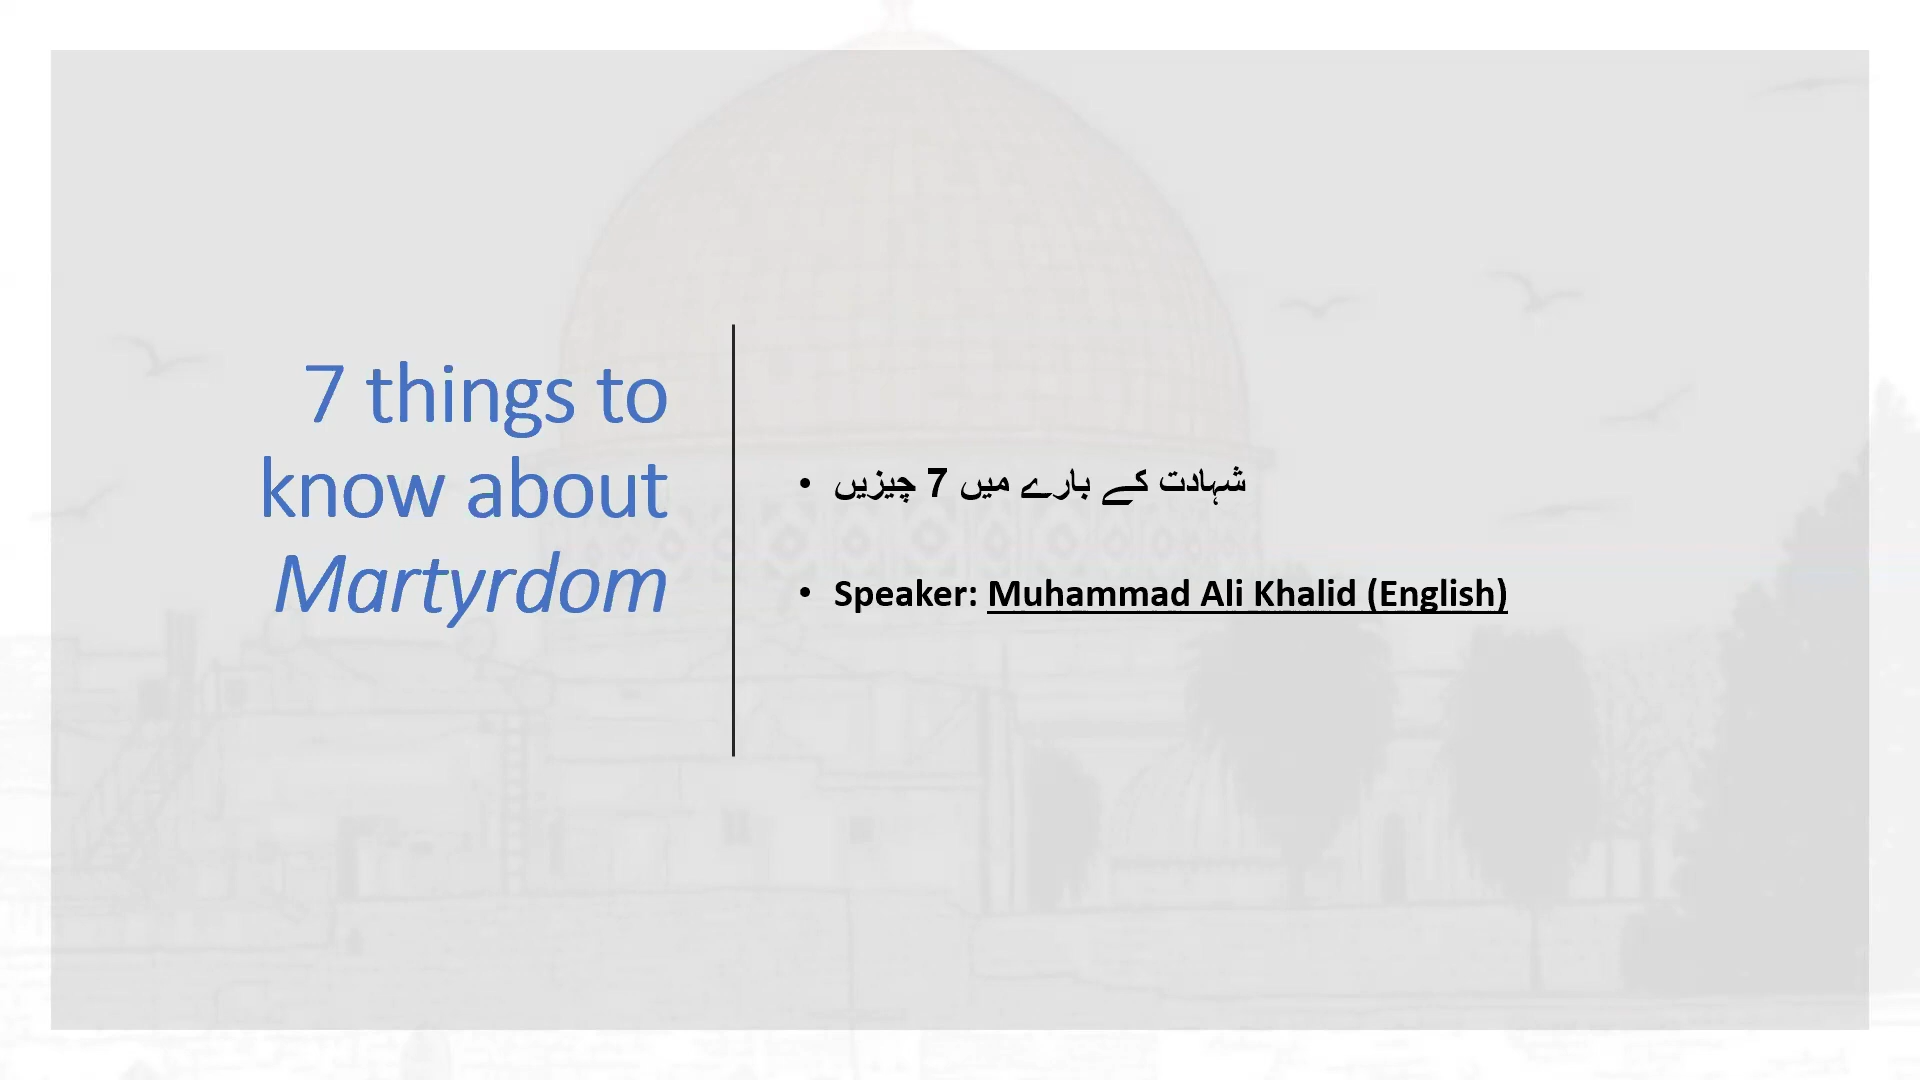 7 things to
know about
Martyrdom
• شہادت کے بارے میں 7 چیزیں
• Speaker: Muhammad Ali Khalid (English)